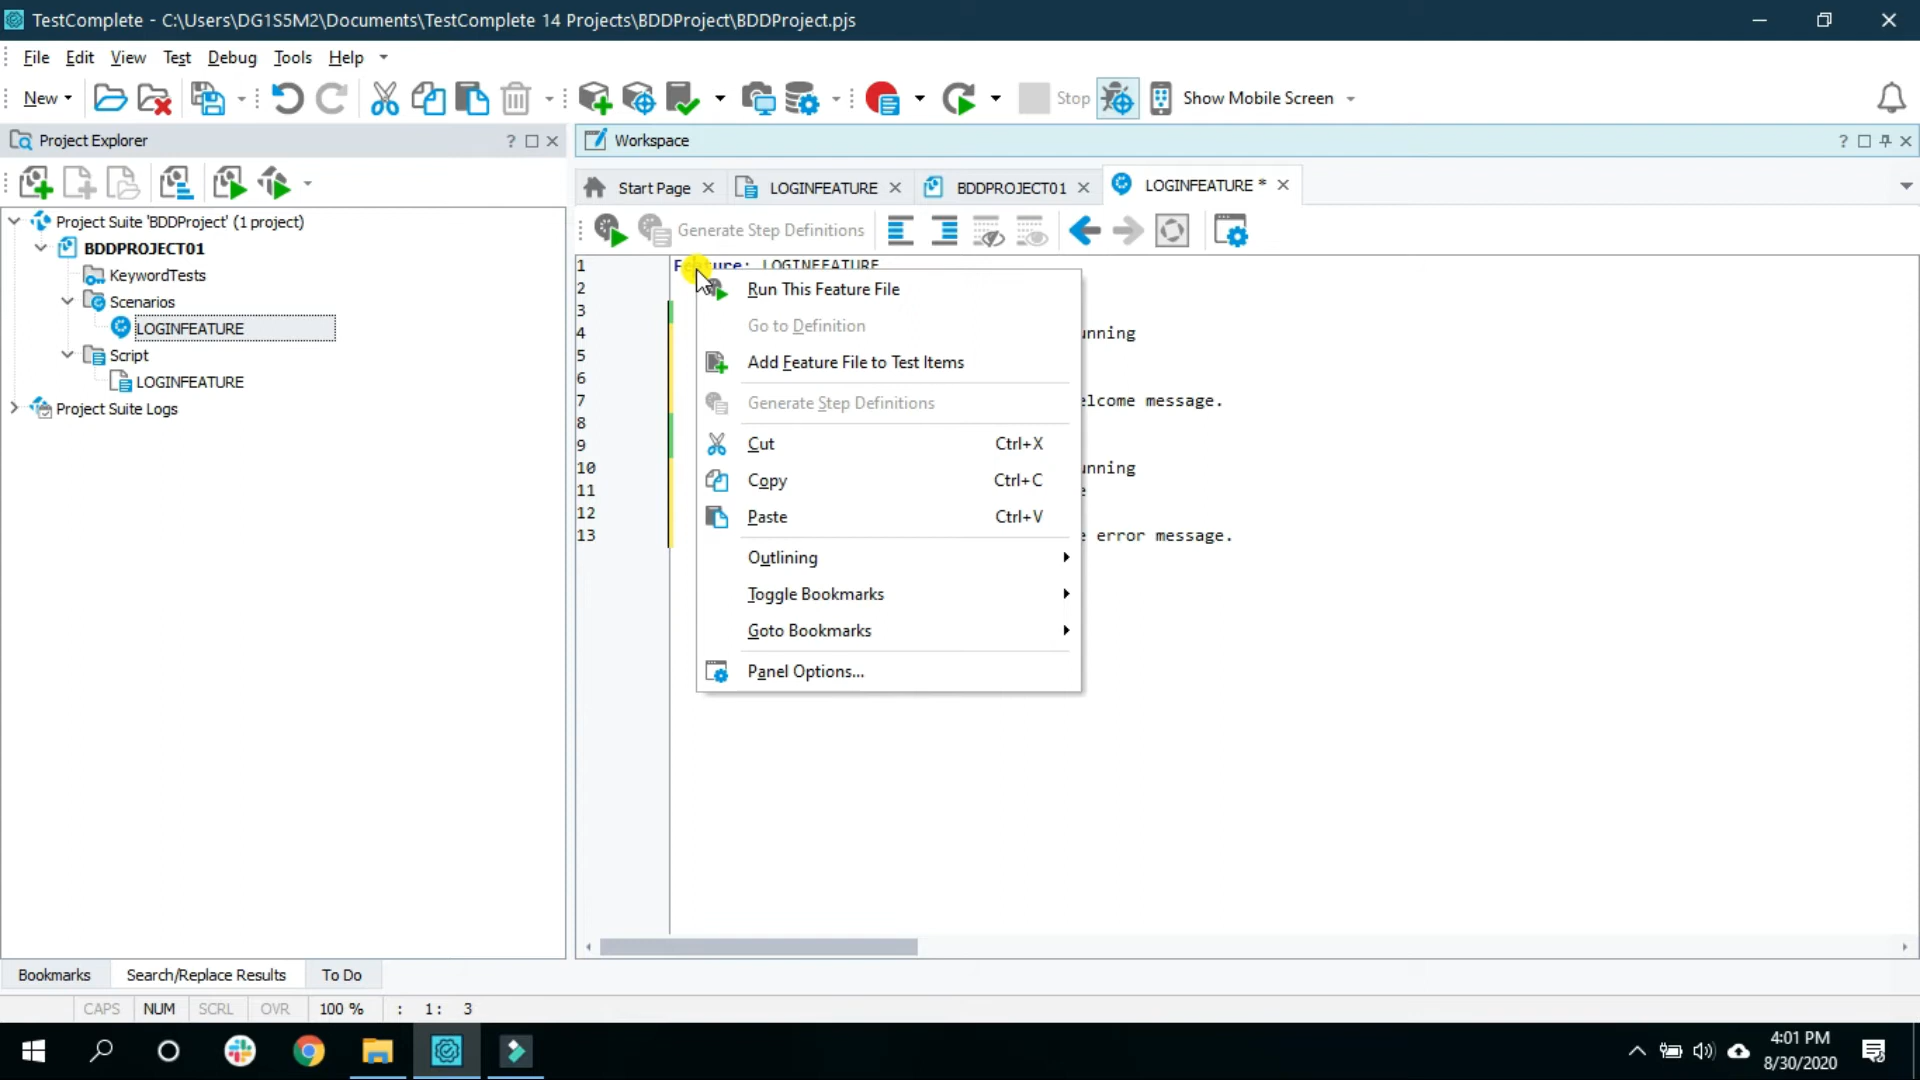 TestComplete - C:\Users\DG1S5M2\Documents\TestComplete 14 Projects\BDDProject\BDDProject.pjs
File Edit View Test Debug Tools Help
New Stop Show Mobile Screen
Project Explorer ?
Workspace ?
Start Page LOGINFEATURE BDDPROJECT01 LOGINFEATURE *
Generate Step Definitions
Project Suite 'BDDProject' (1 project)
BDDPROJECT01
KeywordTests
Scenarios
LOGINFEATURE
Script
LOGINFEATURE
Project Suite Logs
1 Feature: LOGINFEATURE
2
3
4 unning
5
6
7 elcome message.
8
9
10 unning
11 e
12
13 e error message.
Run This Feature File
Go to Definition
Add Feature File to Test Items
Generate Step Definitions
Cut Ctrl+X
Copy Ctrl+C
Paste Ctrl+V
Outlining
Toggle Bookmarks
Goto Bookmarks
Panel Options...
Bookmarks Search/Replace Results To Do
CAPS NUM SCRL OVR 100 % : 1: 3
4:01 PM
8/30/2020